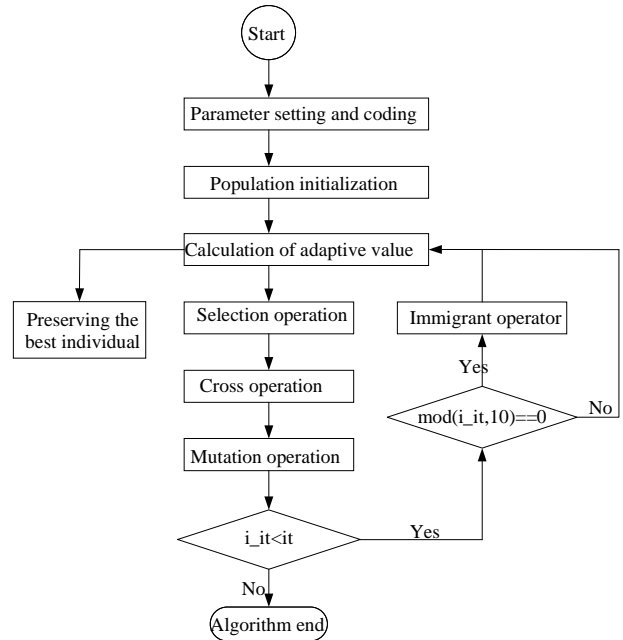 Start
Parameter setting and coding
Population initialization
Calculation of adaptive value
Preserving the
best individual
Selection operation
Immigrant operator
Cross operation
Yes
mod(i_it,10)==0
No
Mutation operation
i_it<it
Yes
No
Algorithm end